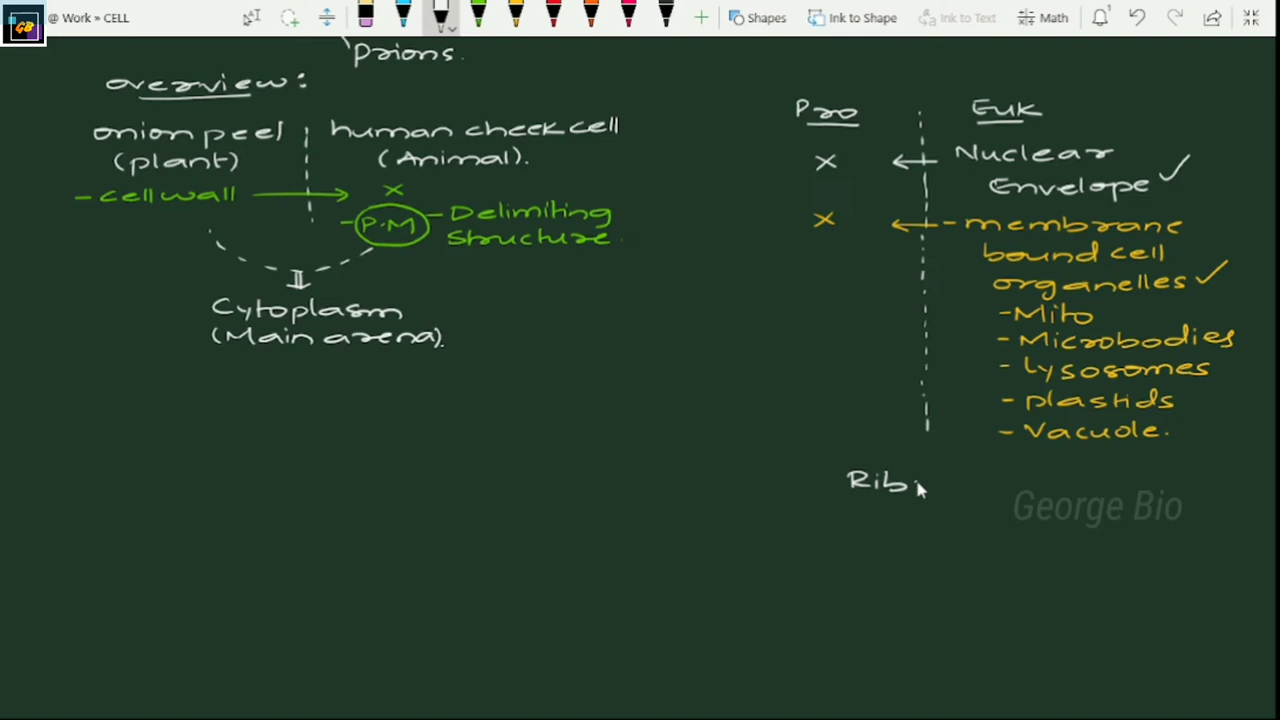 GB
@ Work » CELL
Shapes
Ink to Shape
Ink to Text
Math
Prions.
overview:
onion peel
(plant)
human cheek cell
(Animal).
- cell wall
x
- P.M - Delimiting
structure.
Cytoplasm
(Main arena).
Pro
Euk
x
Nuclear
Envelope ✓
x
- membrane
bound cell
organelles ✓
- Mito
- Microbodies
- Lysosomes
- plastids
- Vacuole.
Rib
George Bio